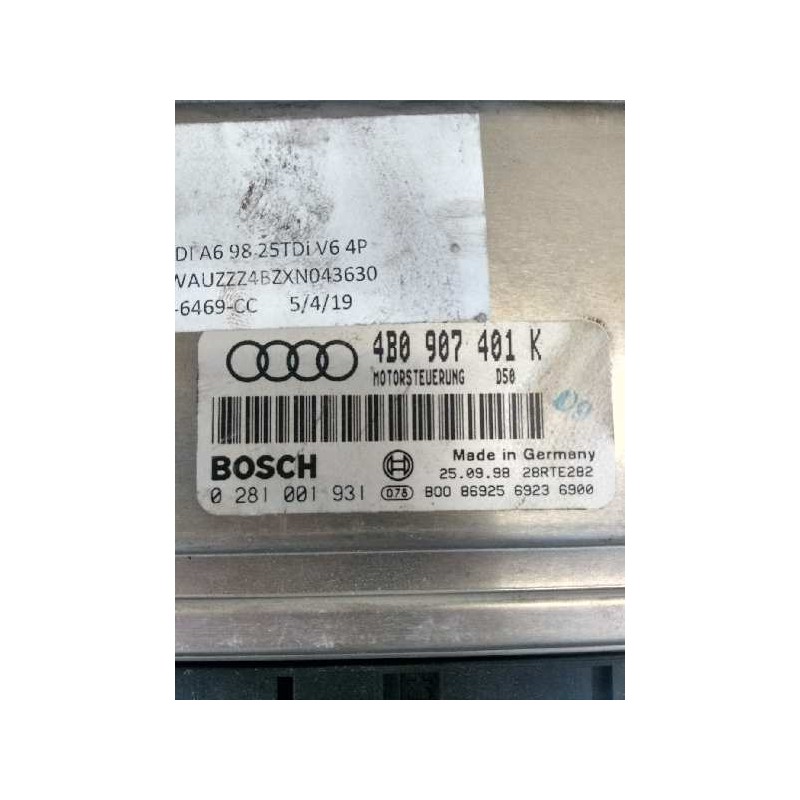 DI A6 98 25TDi V6 4P
WAUZZZ4BZXN043630
-6469-CC 5/4/19
4B0 907 401 K
MOTORSTEUERUNG D50
09
BOSCH
Made in Germany
25.09.98 28RTE282
0 281 001 931 078 B00 86925 6923 6900